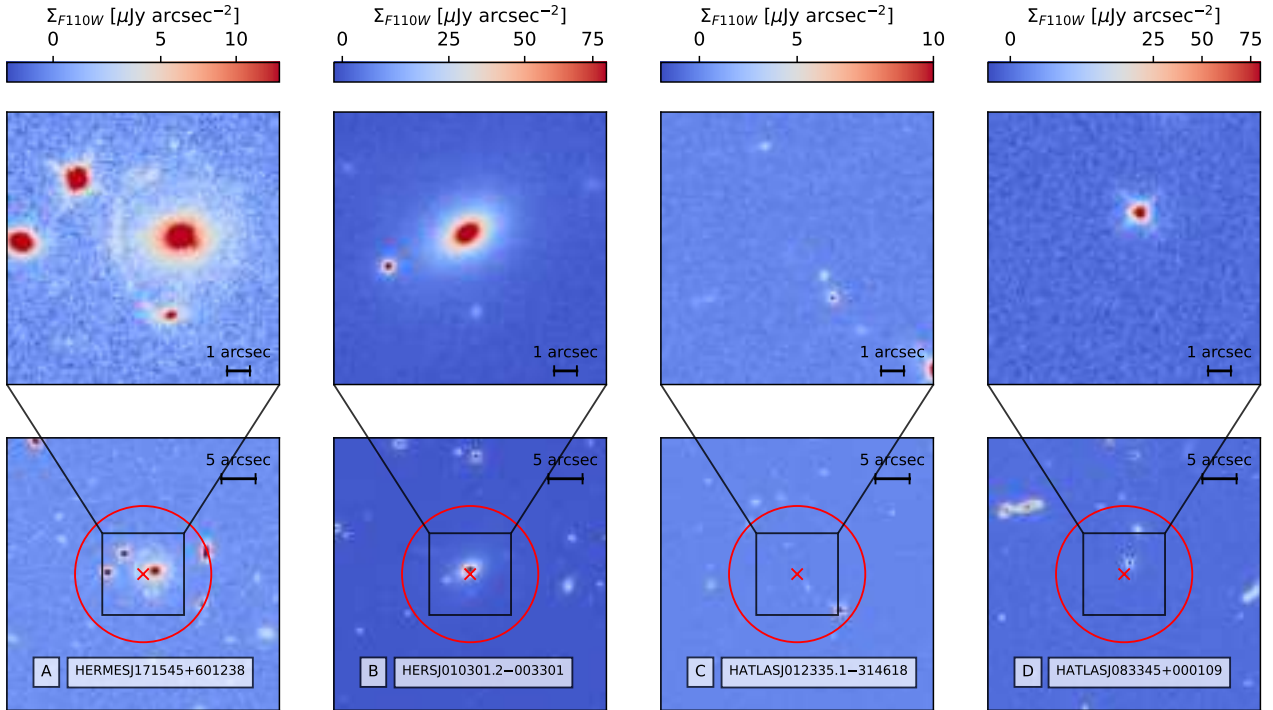 Σ_F110W [μJy arcsec⁻²] Σ_F110W [μJy arcsec⁻²] Σ_F110W [μJy arcsec⁻²] Σ_F110W [μJy arcsec⁻²]
0 5 10 0 25 50 75 0 5 10 0 25 50 75
1 arcsec 1 arcsec 1 arcsec 1 arcsec
5 arcsec 5 arcsec 5 arcsec 5 arcsec
A HERMESJ171545+601238 B HERSJ010301.2−003301 C HATLASJ012335.1−314618 D HATLASJ083345+000109